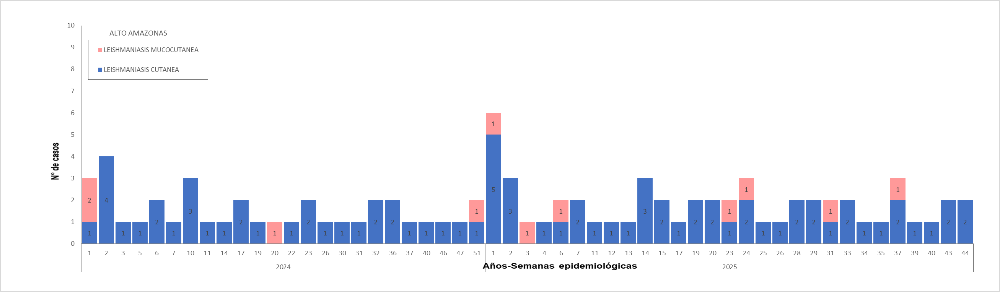 10
ALTO AMAZONAS
9
LEISHMANIASIS MUCOCUTANEA
8
LEISHMANIASIS CUTANEA
7
6
5
4
3
2
1
0
N° de casos
2 1 4 1 1 2 1 3 1 1 2 1 1 1 2 1 1 1 2 2 1 1 1 1 1 1
1 5 3 1 1 1 1 2 1 1 1 3 2 1 2 2 1 1 1 2 1 1 2 2 1 1 2 1 1 1 2 1 1 2 2
1 2 3 5 6 7 10 11 14 17 19 20 22 23 26 30 31 32 36 37 40 46 47 51 1 2 3 4 6 7 11 12 13 14 15 17 19 20 23 24 25 26 28 29 31 33 34 35 37 39 40 43 44
2024 Años-Semanas epidemiológicas 2025